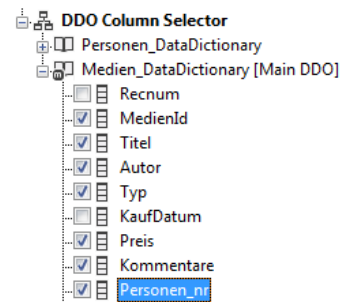 DDO Column Selector
Personen_DataDictionary
Medien_DataDictionary [Main DDO]
Recnum
MedienId
Titel
Autor
Typ
KaufDatum
Preis
Kommentare
Personen_nr